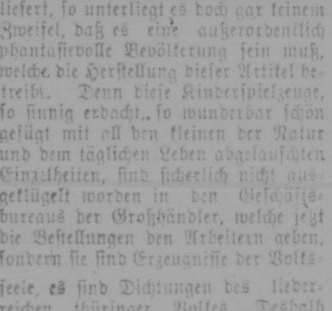 liefert, so unterliegt es doch gar keinem
Zweifel, daß es eine außerordentlich
phantasievolle Bevölkerung sein muß,
welche die Herstellung dieser Artikel be-
treibt. Denn diese Kinderspielzeuge,
so sinnig erdacht, so wunderbar schön
gefügt mit all den kleinen der Natur
und dem täglichen Leben abgelauschten
Einzelheiten, sind sicherlich nicht aus-
geklügelt worden in den Geschäfts-
bureaus der Großhändler, welche jetzt
die Bestellungen den Arbeitern geben,
sondern sie sind Erzeugnisse der Volks-
seele, es sind Dichtungen des lieder-
reichen thüringer Volkes. Deshalb